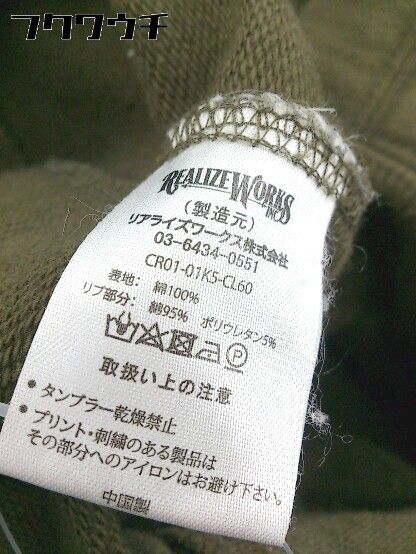 フクワウチ
REALIZEWORKS
INC
(製造元)
リアライズワークス株式会社
03-6434-0551
CR01-01K5-CL60
表地: 綿100%
リブ部分: 綿95% ポリウレタン5%
取扱い上の注意
・タンブラー乾燥禁止
・プリント・刺繍のある製品は
その部分へのアイロンはお避け下さい。
中国製